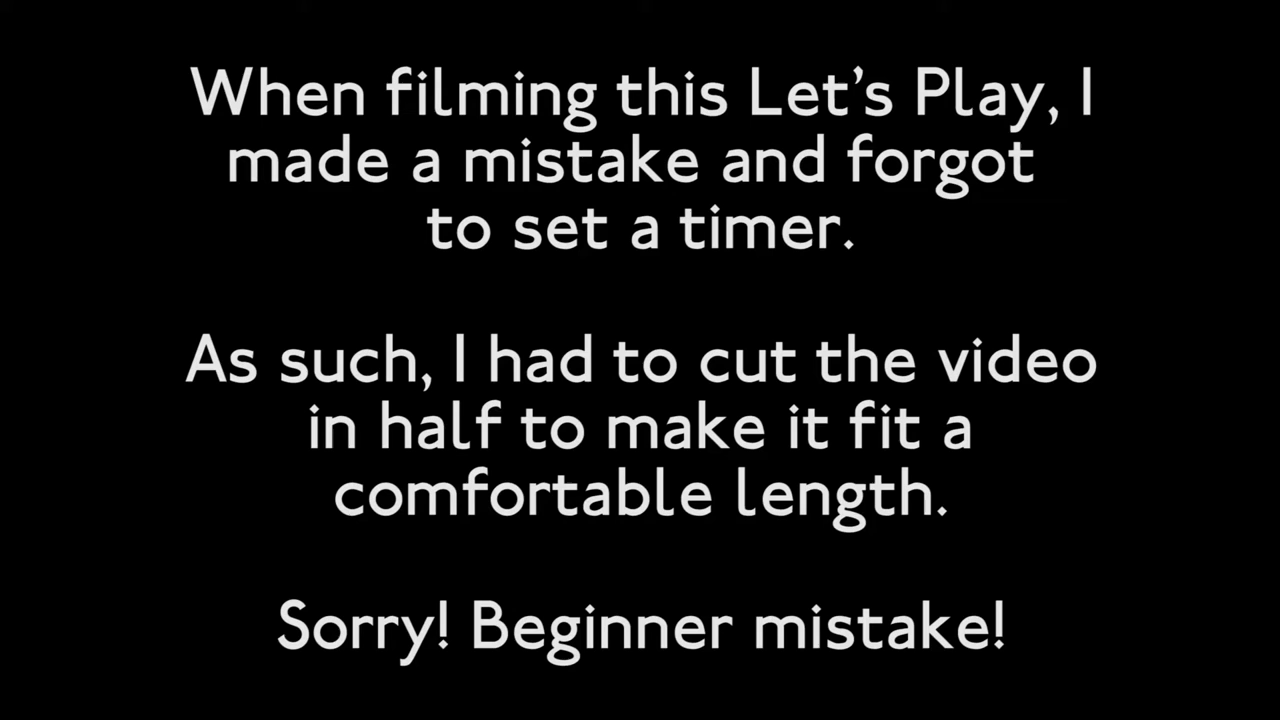 When filming this Let’s Play, I
made a mistake and forgot
to set a timer.
As such, I had to cut the video
in half to make it fit a
comfortable length.
Sorry! Beginner mistake!